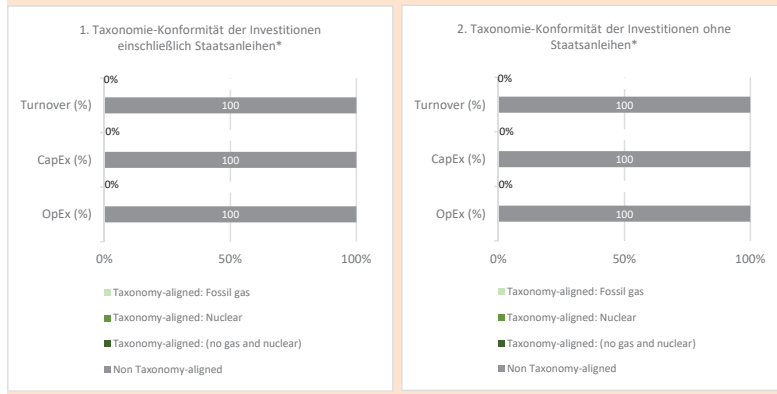 1. Taxonomie-Konformität der Investitionen
einschließlich Staatsanleihen*
0%
Turnover (%)
100
0%
CapEx (%)
100
0%
OpEx (%)
100
0%
50%
100%
Taxonomy-aligned: Fossil gas
Taxonomy-aligned: Nuclear
Taxonomy-aligned: (no gas and nuclear)
Non Taxonomy-aligned
2. Taxonomie-Konformität der Investitionen ohne
Staatsanleihen*
0%
Turnover (%)
100
0%
CapEx (%)
100
0%
OpEx (%)
100
0%
50%
100%
Taxonomy-aligned: Fossil gas
Taxonomy-aligned: Nuclear
Taxonomy-aligned: (no gas and nuclear)
Non Taxonomy-aligned